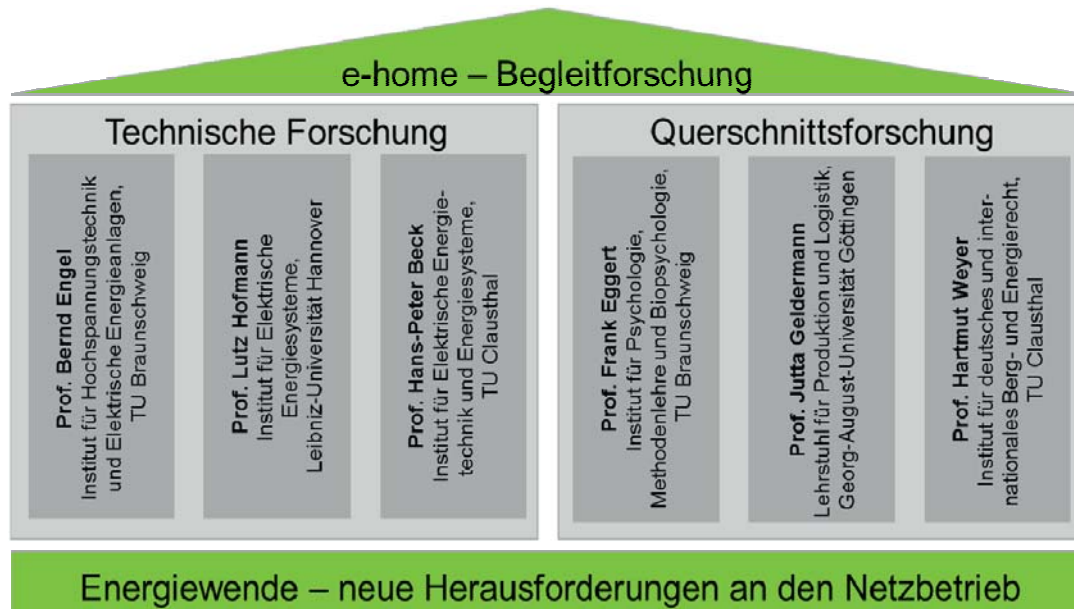 e-home – Begleitforschung
Technische Forschung
Prof. Bernd Engel
Institut für Hochspannungstechnik
und Elektrische Energieanlagen,
TU Braunschweig
Prof. Lutz Hofmann
Institut für Elektrische
Energiesysteme,
Leibniz-Universität Hannover
Prof. Hans-Peter Beck
Institut für Elektrische Energie-
technik und Energiesysteme,
TU Clausthal
Querschnittsforschung
Prof. Frank Eggert
Institut für Psychologie,
Methodenlehre und Biopsychologie,
TU Braunschweig
Prof. Jutta Geldermann
Lehrstuhl für Produktion und Logistik,
Georg-August-Universität Göttingen
Prof. Hartmut Weyer
Institut für deutsches und inter-
nationales Berg- und Energierecht,
TU Clausthal
Energiewende – neue Herausforderungen an den Netzbetrieb